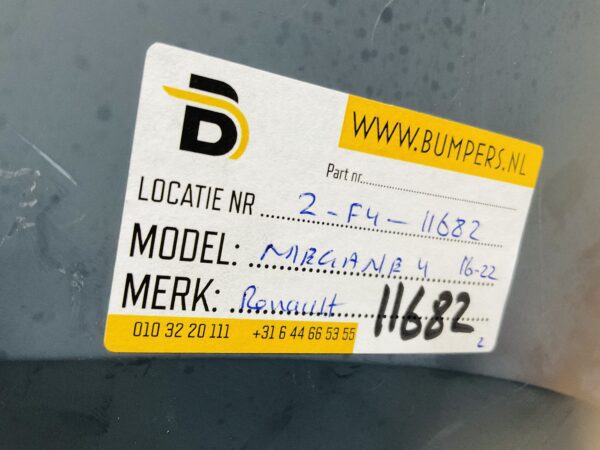 B
WWW.BUMPERS.NL
Part nr.
LOCATIE NR 2-F4-11682
MODEL: MEGANE 4 16-22
MERK: Renault 11682
2
010 32 20 111 +31 6 44 66 53 55